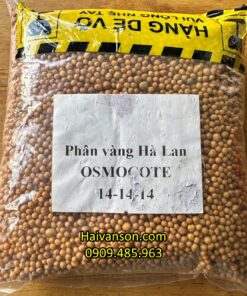 HÀNG DỄ VỠ
VUI LÒNG NHẸ TAY
Phân vàng Hà Lan
OSMOCOTE
14-14-14
Haivanson.com
0909.485.963